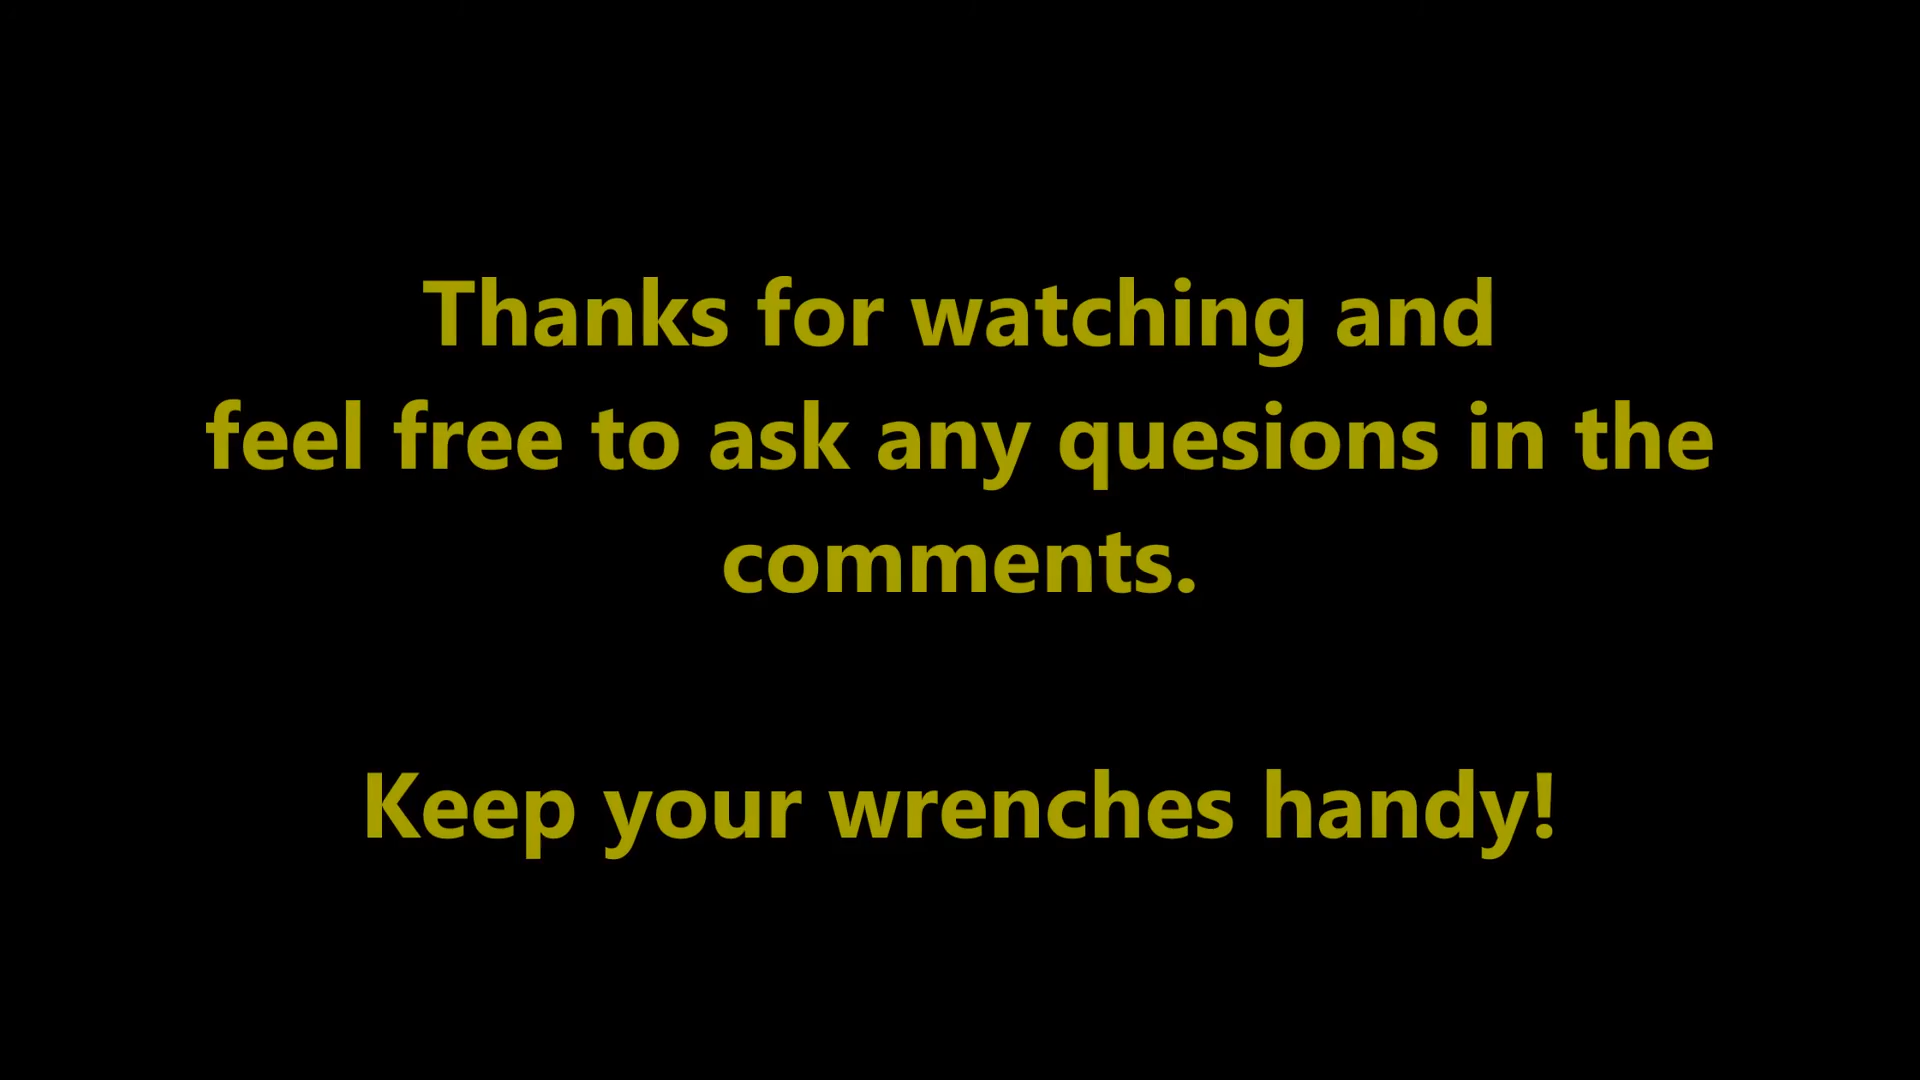 Thanks for watching and
feel free to ask any quesions in the
comments.
Keep your wrenches handy!